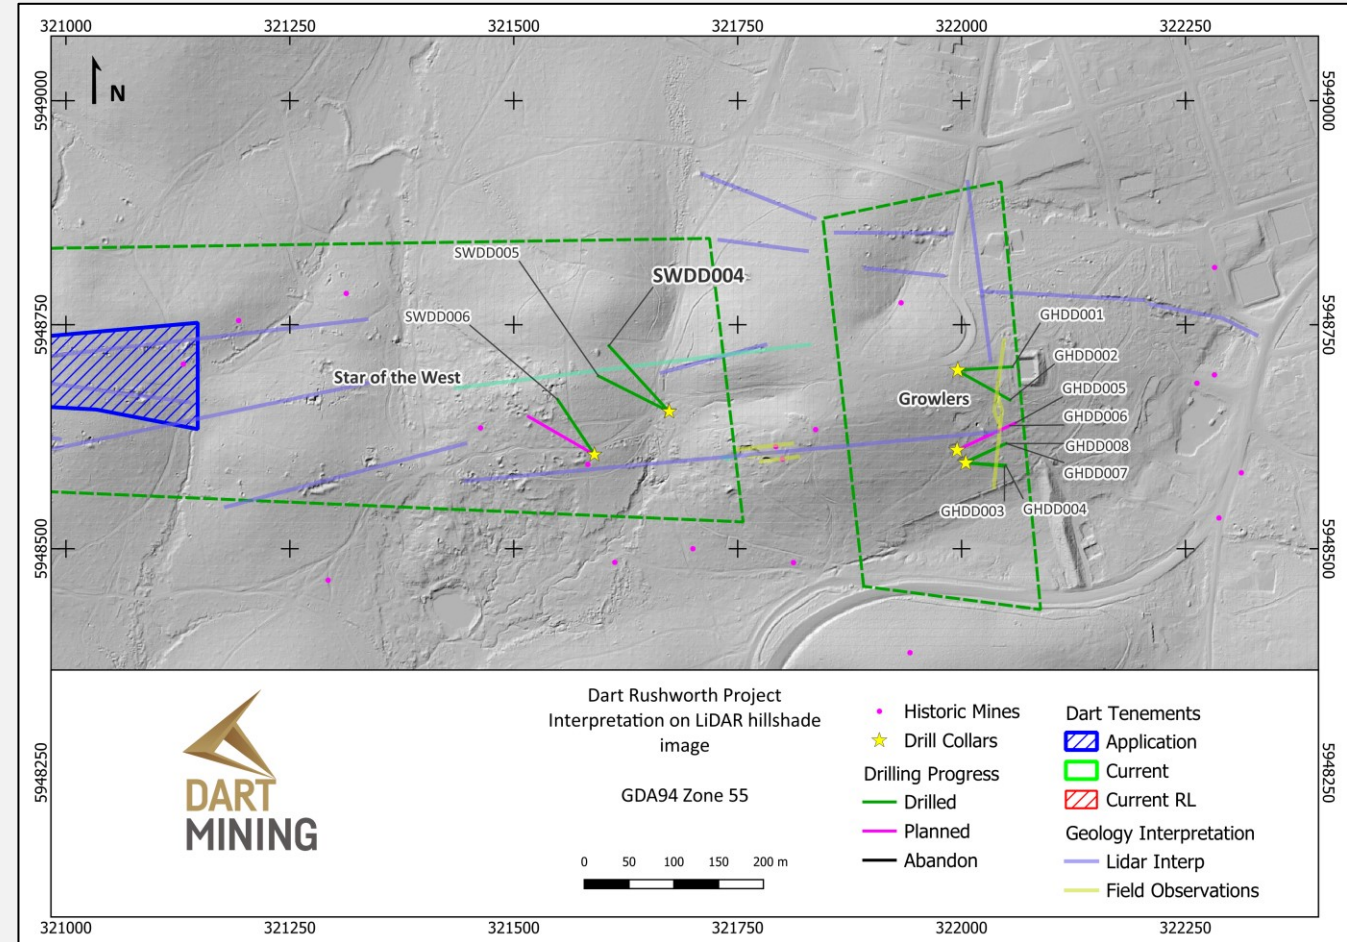 321000 321250 321500 321750 322000 322250
5949000
5949000
N
SWDD005
SWDD004
SWDD006
5948750
5948750
GHDD001
GHDD002
GHDD005
GHDD006
GHDD008
GHDD007
Star of the West
Growlers
GHDD003
GHDD004
5948500
5948500
5948250
5948250
DART
MINING
Dart Rushworth Project
Interpretation on LiDAR hillshade
image
GDA94 Zone 55
0 50 100 150 200 m
Historic Mines
Drill Collars
Drilling Progress
Drilled
Planned
Abandon
Dart Tenements
Application
Current
Current RL
Geology Interpretation
Lidar Interp
Field Observations
321000 321250 321500 321750 322000 322250